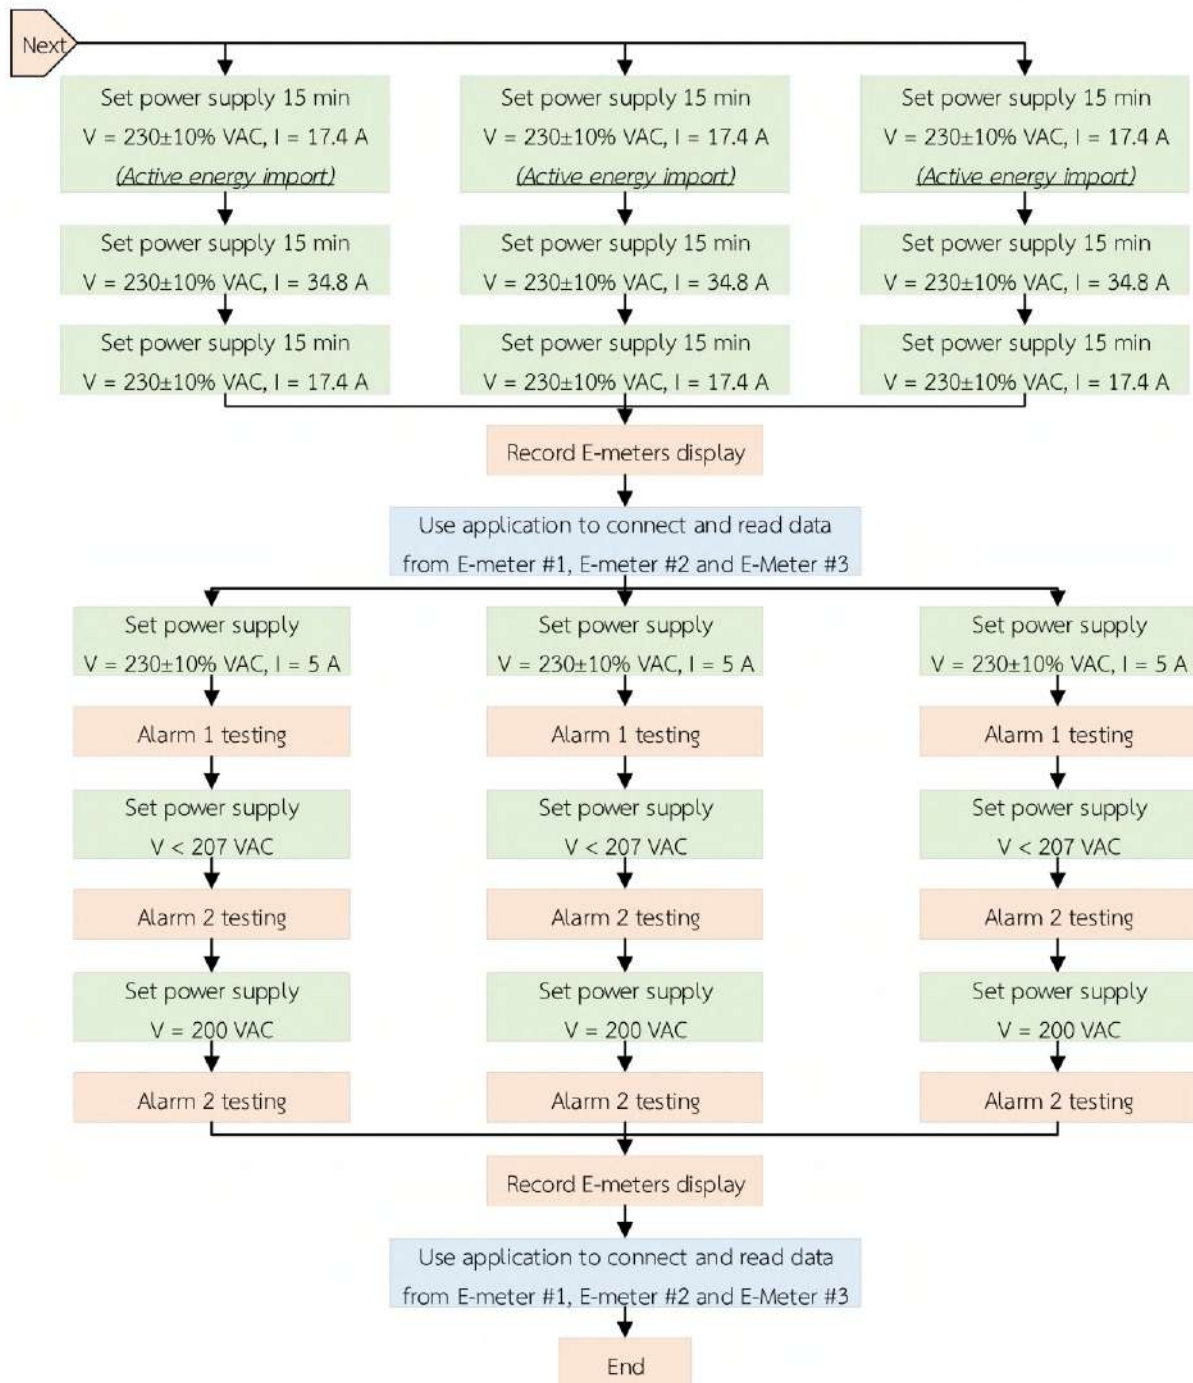 Next
Set power supply 15 min
V = 230±10% VAC, I = 17.4 A
(Active energy import)
Set power supply 15 min
V = 230±10% VAC, I = 17.4 A
(Active energy import)
Set power supply 15 min
V = 230±10% VAC, I = 17.4 A
(Active energy import)
Set power supply 15 min
V = 230±10% VAC, I = 34.8 A
Set power supply 15 min
V = 230±10% VAC, I = 34.8 A
Set power supply 15 min
V = 230±10% VAC, I = 34.8 A
Set power supply 15 min
V = 230±10% VAC, I = 17.4 A
Set power supply 15 min
V = 230±10% VAC, I = 17.4 A
Set power supply 15 min
V = 230±10% VAC, I = 17.4 A
Record E-meters display
Use application to connect and read data
from E-meter #1, E-meter #2 and E-Meter #3
Set power supply
V = 230±10% VAC, I = 5 A
Set power supply
V = 230±10% VAC, I = 5 A
Set power supply
V = 230±10% VAC, I = 5 A
Alarm 1 testing
Alarm 1 testing
Alarm 1 testing
Set power supply
V < 207 VAC
Set power supply
V < 207 VAC
Set power supply
V < 207 VAC
Alarm 2 testing
Alarm 2 testing
Alarm 2 testing
Set power supply
V = 200 VAC
Set power supply
V = 200 VAC
Set power supply
V = 200 VAC
Alarm 2 testing
Alarm 2 testing
Alarm 2 testing
Record E-meters display
Use application to connect and read data
from E-meter #1, E-meter #2 and E-Meter #3
End